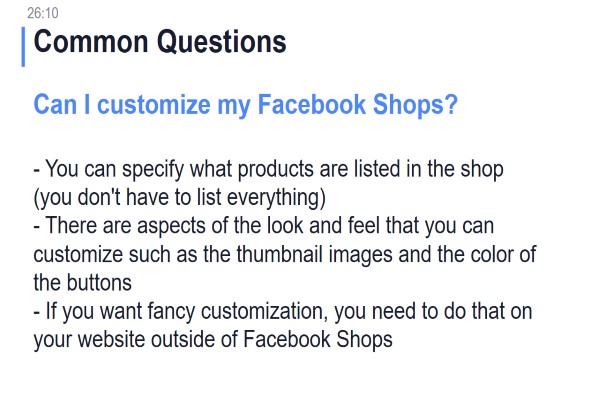 26:10
Common Questions
Can I customize my Facebook Shops?
- You can specify what products are listed in the shop
(you don't have to list everything)
- There are aspects of the look and feel that you can
customize such as the thumbnail images and the color of
the buttons
- If you want fancy customization, you need to do that on
your website outside of Facebook Shops